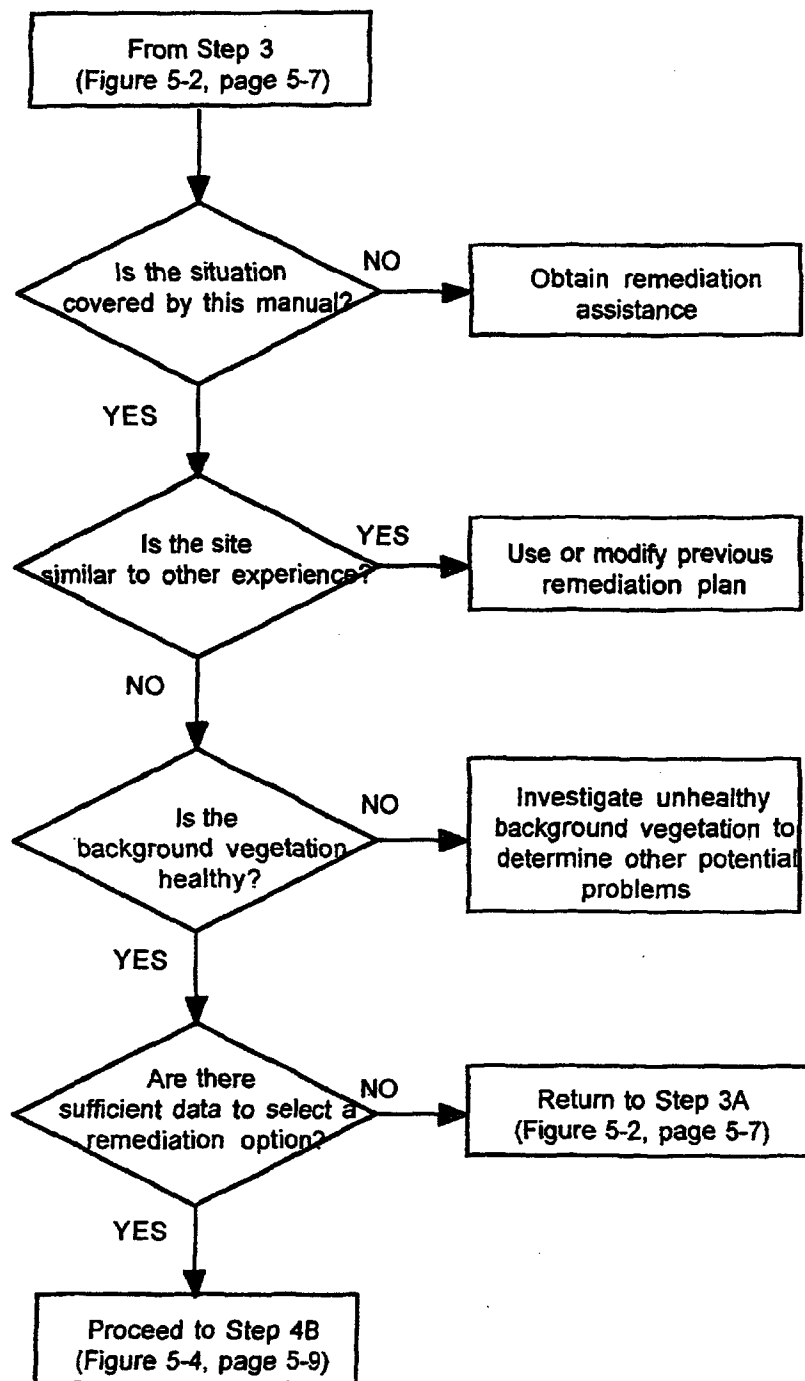 From Step 3
(Figure 5-2, page 5-7)
Is the situation
covered by this manual?
NO
Obtain remediation
assistance
YES
Is the site
similar to other experience?
YES
Use or modify previous
remediation plan
NO
Is the
background vegetation
healthy?
NO
Investigate unhealthy
background vegetation to
determine other potential
problems
YES
Are there
sufficient data to select a
remediation option?
NO
Return to Step 3A
(Figure 5-2, page 5-7)
YES
Proceed to Step 4B
(Figure 5-4, page 5-9)